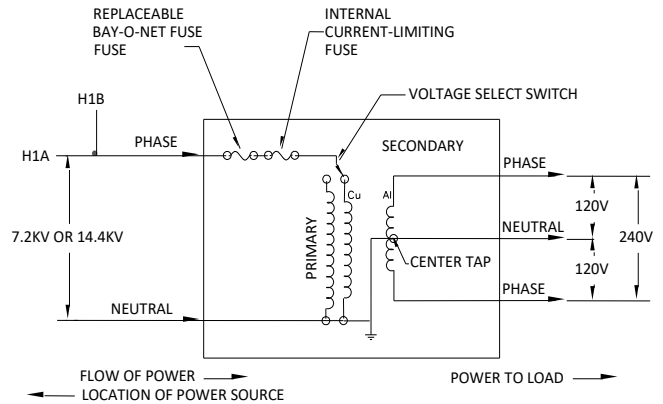 REPLACEABLE
BAY-O-NET FUSE
FUSE
INTERNAL
CURRENT-LIMITING
FUSE
H1B
VOLTAGE SELECT SWITCH
H1A
PHASE
SECONDARY
PHASE
Cu
Al
120V
7.2KV OR 14.4KV
PRIMARY
NEUTRAL
240V
CENTER TAP
120V
NEUTRAL
PHASE
FLOW OF POWER
POWER TO LOAD
LOCATION OF POWER SOURCE